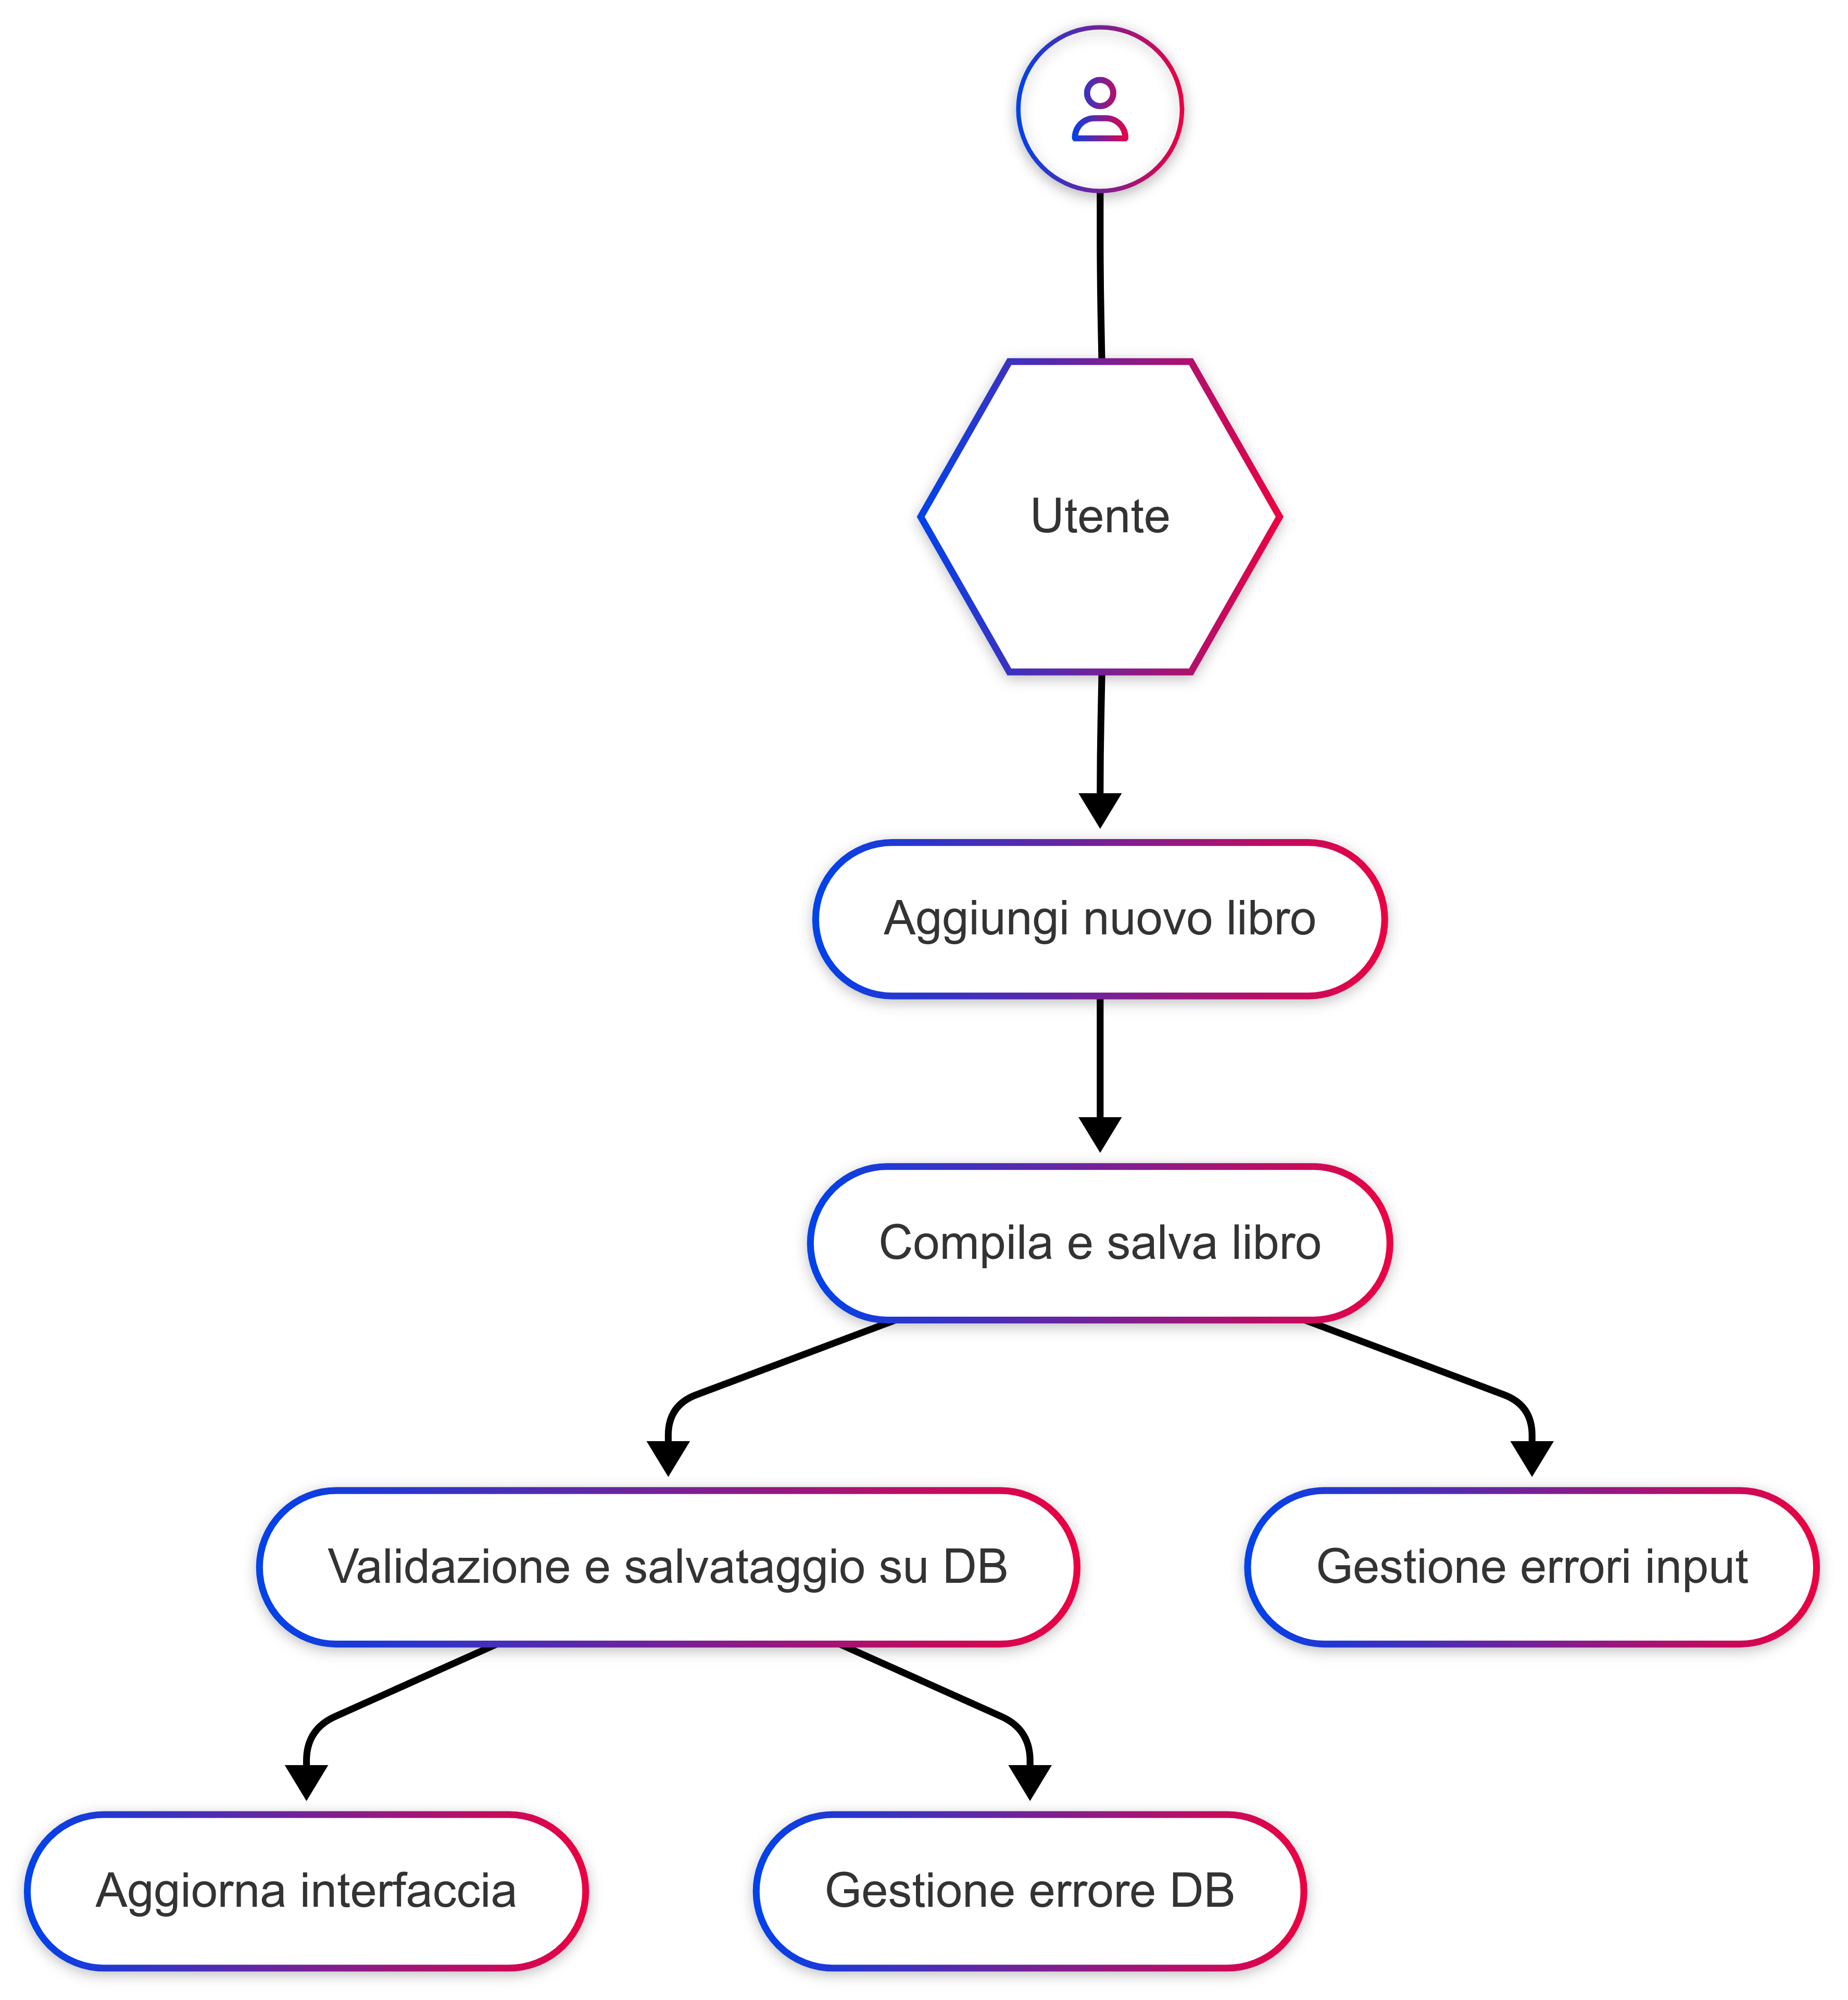 Utente
Aggiungi nuovo libro
Compila e salva libro
Validazione e salvataggio su DB
Gestione errori input
Aggiorna interfaccia
Gestione errore DB